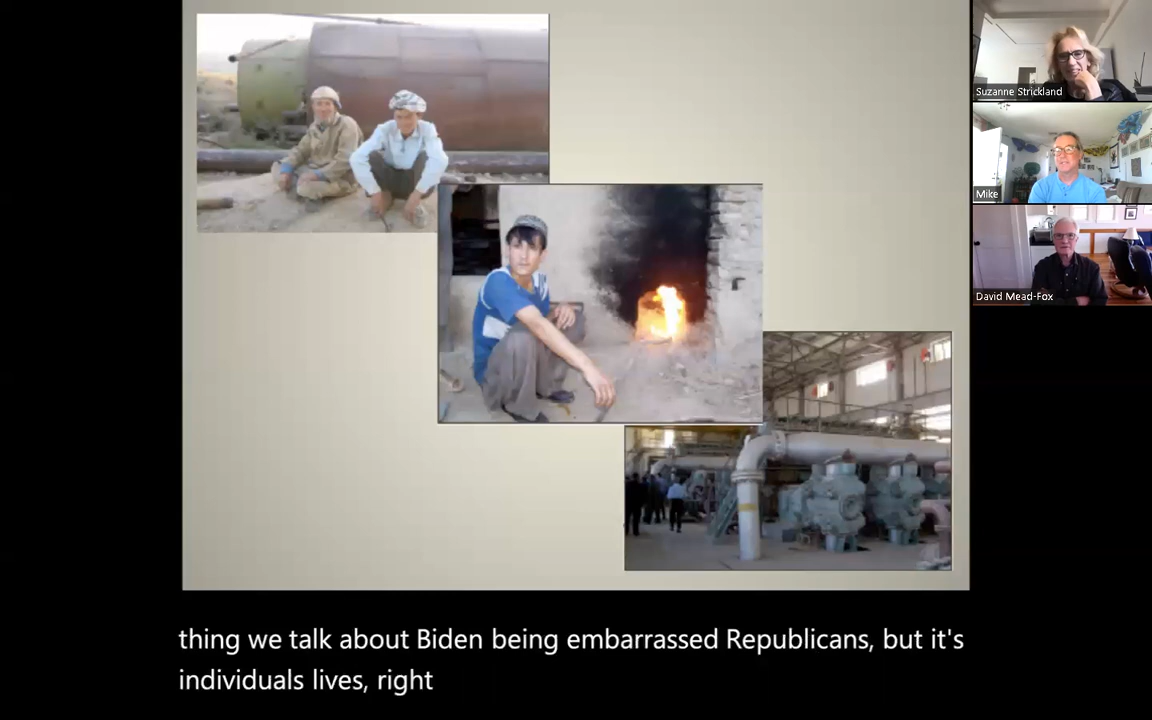 Suzanne Strickland
Mike
David Mead-Fox
thing we talk about Biden being embarrassed Republicans, but it's
individuals lives, right